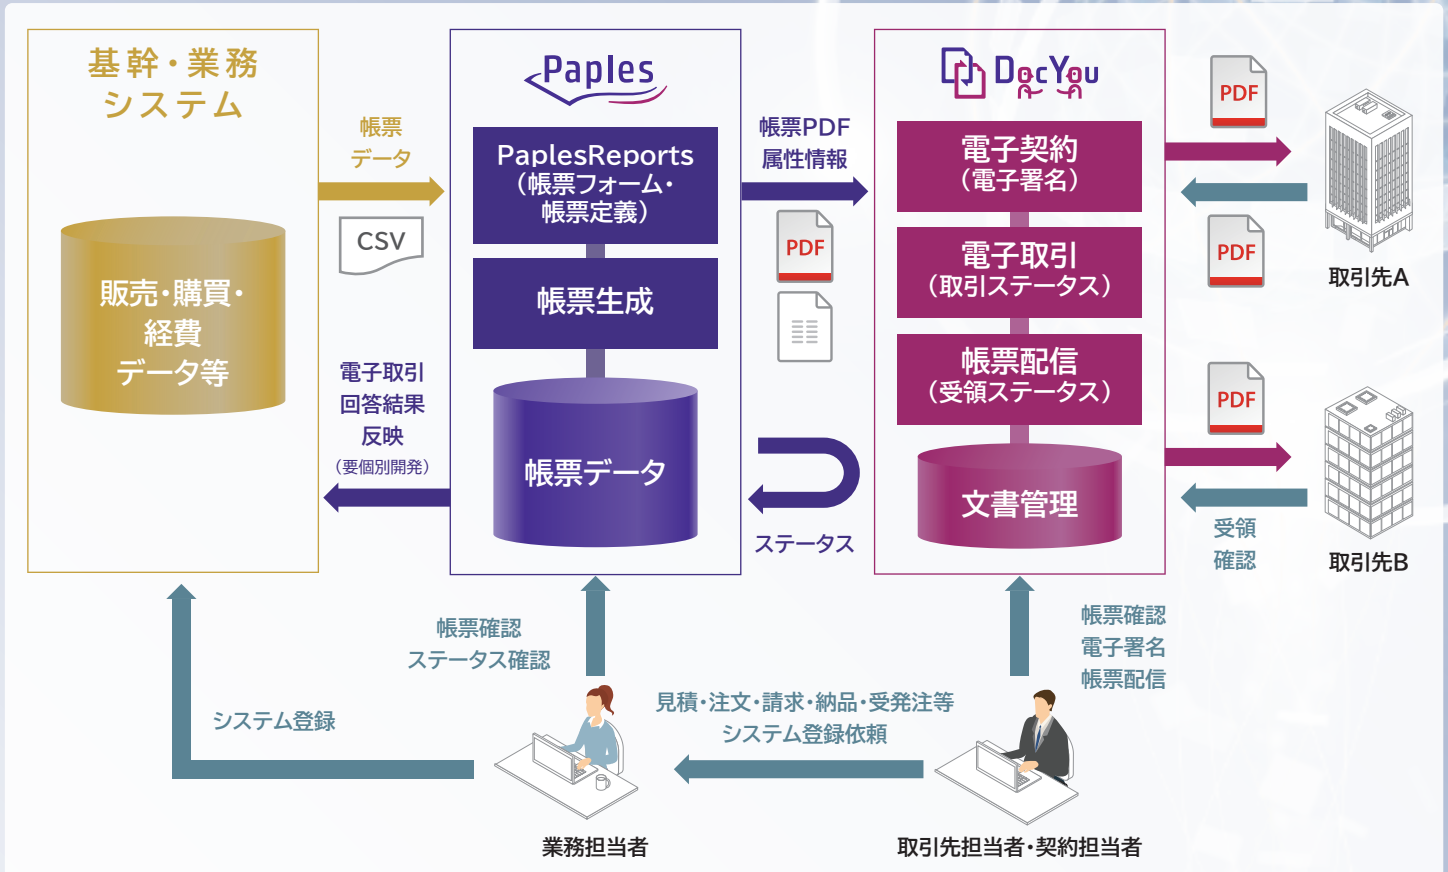 基幹・業務
システム
販売・購買・
経費
データ等
帳票
データ
CSV
電子取引
回答結果
反映
（要個別開発）
Paples
PaplesReports
（帳票フォーム・
帳票定義）
帳票生成
帳票データ
帳票PDF
属性情報
PDF
ステータス
DocYou
電子契約
（電子署名）
電子取引
（取引ステータス）
帳票配信
（受領ステータス）
文書管理
PDF
PDF
取引先A
PDF
受領
確認
取引先B
システム登録
帳票確認
ステータス確認
見積・注文・請求・納品・受発注等
システム登録依頼
帳票確認
電子署名
帳票配信
業務担当者
取引先担当者・契約担当者